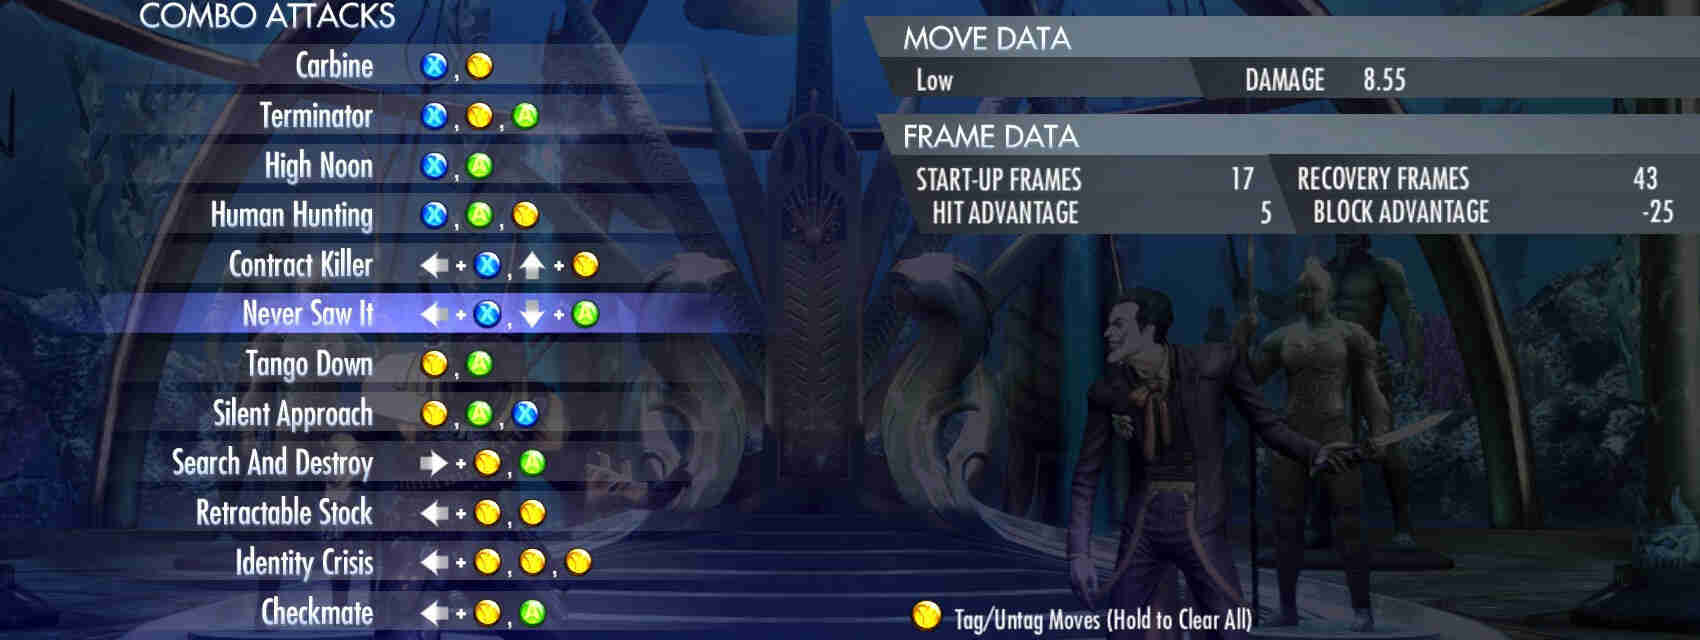 COMBO ATTACKS
Carbine X, Y
Terminator X, Y, A
High Noon X, A
Human Hunting X, A, Y
Contract Killer ← + X, ↑ + Y
Never Saw It ← + X, ↓ + A
Tango Down Y, A
Silent Approach Y, A, X
Search And Destroy → + Y, A
Retractable Stock ← + Y, Y
Identity Crisis ← + Y, Y, Y
Checkmate ← + Y, A
MOVE DATA
Low DAMAGE 8.55
FRAME DATA
START-UP FRAMES 17 RECOVERY FRAMES 43
HIT ADVANTAGE 5 BLOCK ADVANTAGE -25
Y Tag/Untag Moves (Hold to Clear All)